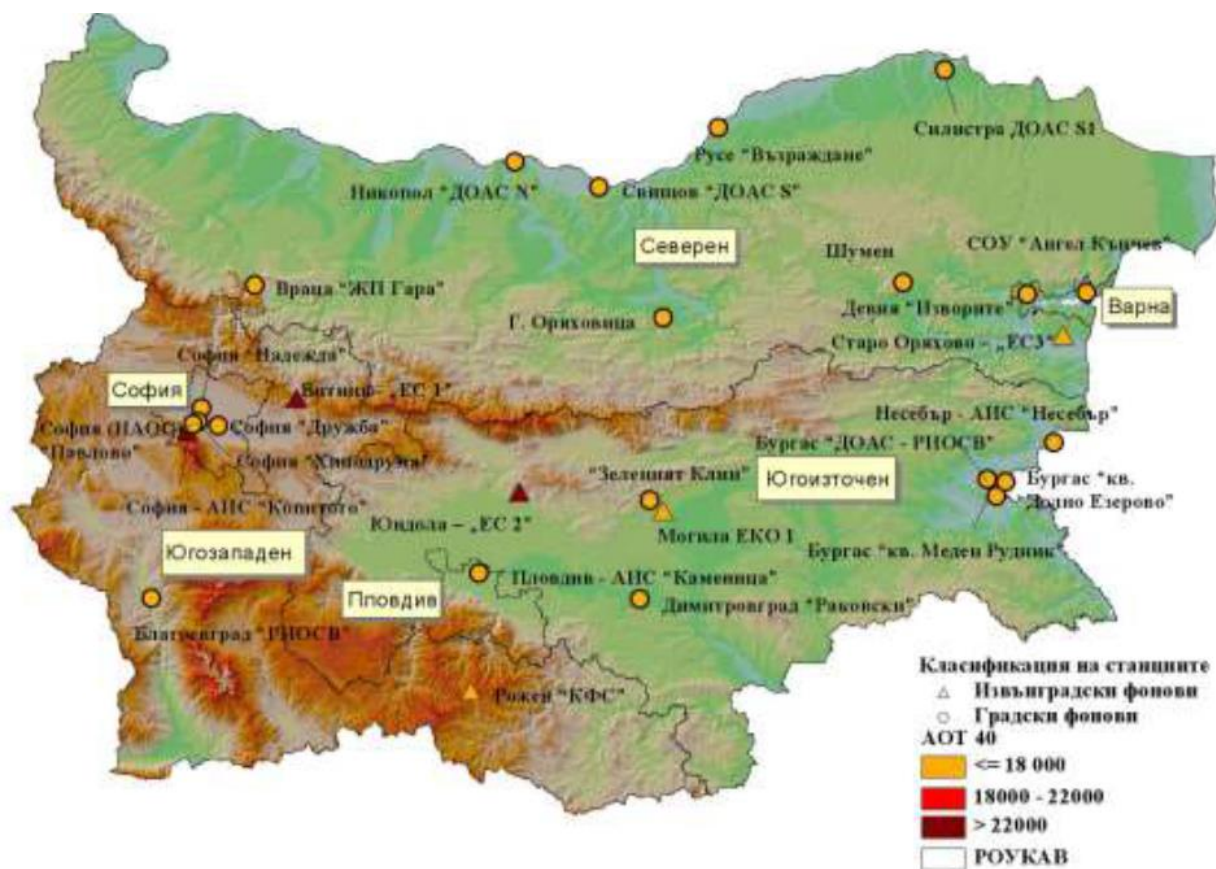 Силистра ДОАС S1
Русе "Възраждане"
Никопол "ДОАС N"
Свищов "ДОАС S"
Северен
СОУ "Ангел Кънчев"
Шумен
Враца "ЖП Гара"
Девня "Изворите"
Варна
Г. Оряховица
Старо Оряхово – „ЕС3"
София "Надежда"
София
Витиня – „ЕС 1"
Несебър - АИС "Несебър"
София (ИАОС)
София "Дружба"
Бургас "ДОАС - РИОСВ"
"Павлово"
София "Хиподрума"
"Зеленият Клин"
Югоизточен
Бургас "кв.
Долно Езерово"
София - АИС "Копитото"
Юндола – „ЕС 2"
Могила ЕКО 1
Бургас "кв. Меден Рудник"
Югозападен
Пловдив - АИС "Каменица"
Пловдив
Димитровград "Раковски"
"РИОСВ"
Рожен "КФС"
Класификация на станциите
Извънградски фонови
Градски фонови
АОТ 40
<= 18 000
18000 - 22000
> 22000
РОУКАВ